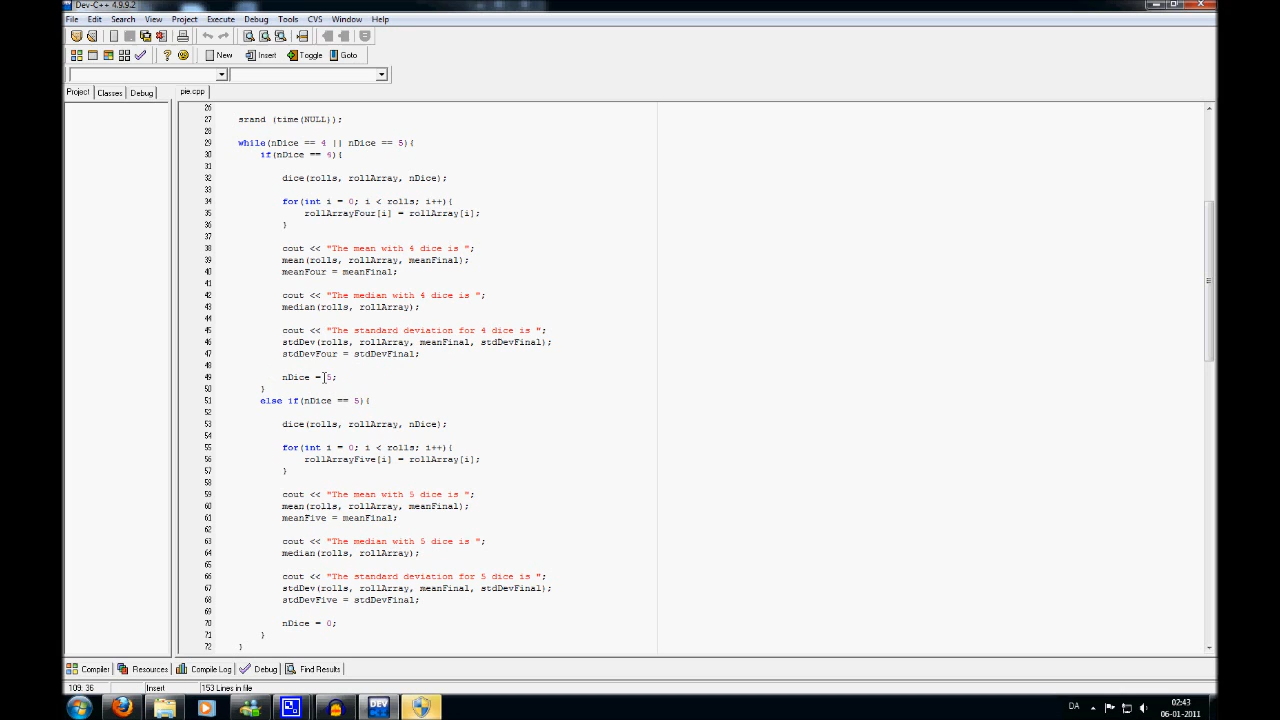 Dev-C++ 4.9.9.2
File Edit Search View Project Execute Debug Tools CVS Window Help
New Insert Toggle Goto
Project Classes Debug pie.cpp
26
27 srand (time(NULL));
28
29 while(nDice == 4 || nDice == 5){
30 if(nDice == 4){
31
32 dice(rolls, rollArray, nDice);
33
34 for(int i = 0; i < rolls; i++){
35 rollArrayFour[i] = rollArray[i];
36 }
37
38 cout << "The mean with 4 dice is ";
39 mean(rolls, rollArray, meanFinal);
40 meanFour = meanFinal;
41
42 cout << "The median with 4 dice is ";
43 median(rolls, rollArray);
44
45 cout << "The standard deviation for 4 dice is ";
46 stdDev(rolls, rollArray, meanFinal, stdDevFinal);
47 stdDevFour = stdDevFinal;
48
49 nDice = 5;
50 }
51 else if(nDice == 5){
52
53 dice(rolls, rollArray, nDice);
54
55 for(int i = 0; i < rolls; i++){
56 rollArrayFive[i] = rollArray[i];
57 }
58
59 cout << "The mean with 5 dice is ";
60 mean(rolls, rollArray, meanFinal);
61 meanFive = meanFinal;
62
63 cout << "The median with 5 dice is ";
64 median(rolls, rollArray);
65
66 cout << "The standard deviation for 5 dice is ";
67 stdDev(rolls, rollArray, meanFinal, stdDevFinal);
68 stdDevFive = stdDevFinal;
69
70 nDice = 0;
71 }
72 }
Compiler Resources Compile Log Debug Find Results
109: 36 Insert 153 Lines in file
DEV
DA 02:43
06-01-2011